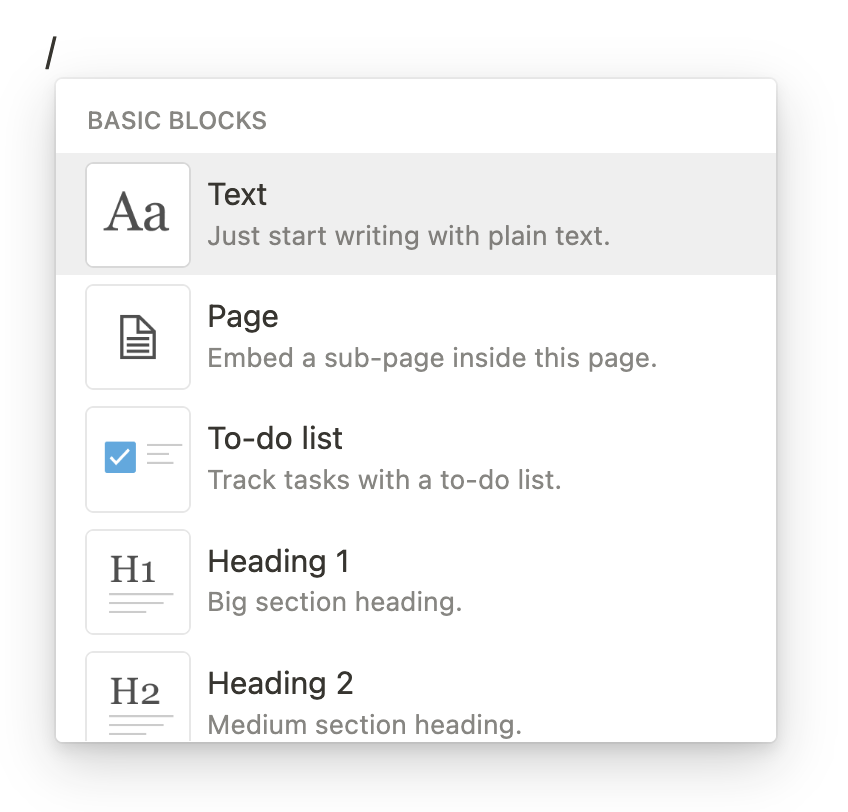 /
BASIC BLOCKS
Aa
Text
Just start writing with plain text.
Page
Embed a sub-page inside this page.
To-do list
Track tasks with a to-do list.
H1
Heading 1
Big section heading.
H2
Heading 2
Medium section heading.